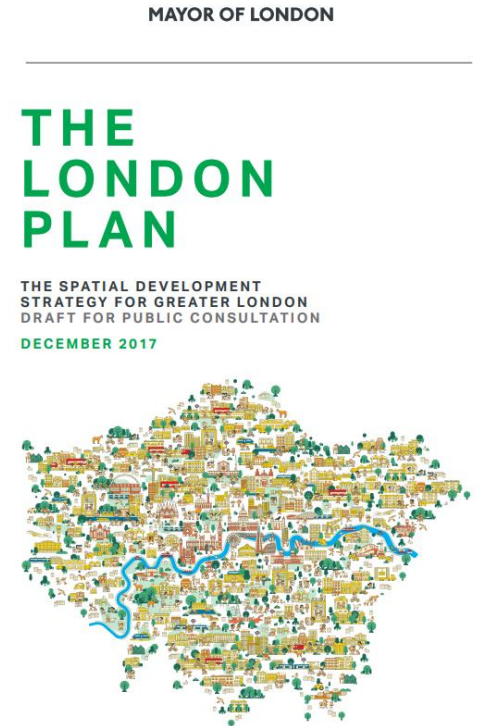 MAYOR OF LONDON
THE
LONDON
PLAN
THE SPATIAL DEVELOPMENT
STRATEGY FOR GREATER LONDON
DRAFT FOR PUBLIC CONSULTATION
DECEMBER 2017